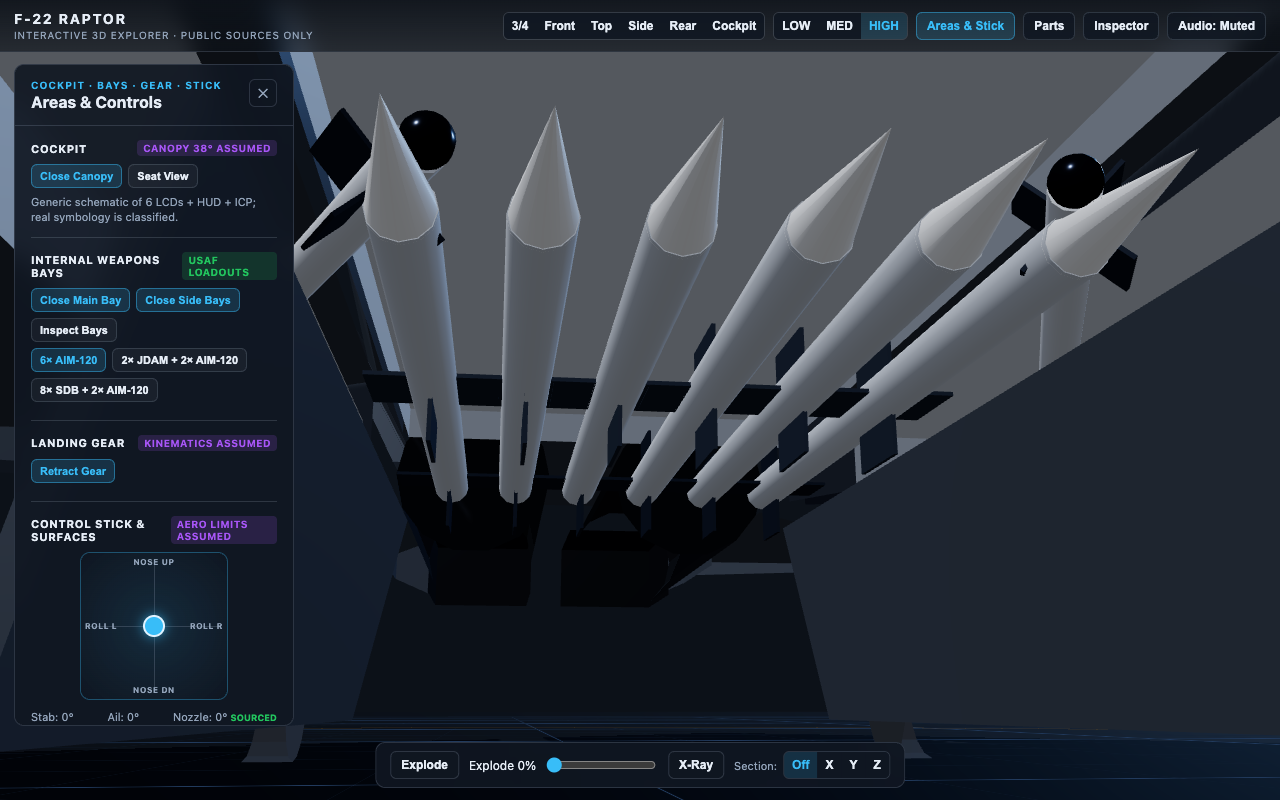 F-22 RAPTOR
INTERACTIVE 3D EXPLORER · PUBLIC SOURCES ONLY
3/4 Front Top Side Rear Cockpit LOW MED HIGH Areas & Stick Parts Inspector Audio: Muted
COCKPIT · BAYS · GEAR · STICK
Areas & Controls
COCKPIT CANOPY 38° ASSUMED
Close Canopy Seat View
Generic schematic of 6 LCDs + HUD + ICP;
real symbology is classified.
INTERNAL WEAPONS
BAYS
USAF
LOADOUTS
Close Main Bay Close Side Bays
Inspect Bays
6× AIM-120 2× JDAM + 2× AIM-120
8× SDB + 2× AIM-120
LANDING GEAR KINEMATICS ASSUMED
Retract Gear
CONTROL STICK &
SURFACES
AERO LIMITS
ASSUMED
NOSE UP
ROLL L ROLL R
NOSE DN
Stab: 0° Ail: 0° Nozzle: 0° SOURCED
Explode Explode 0% X-Ray Section: Off X Y Z